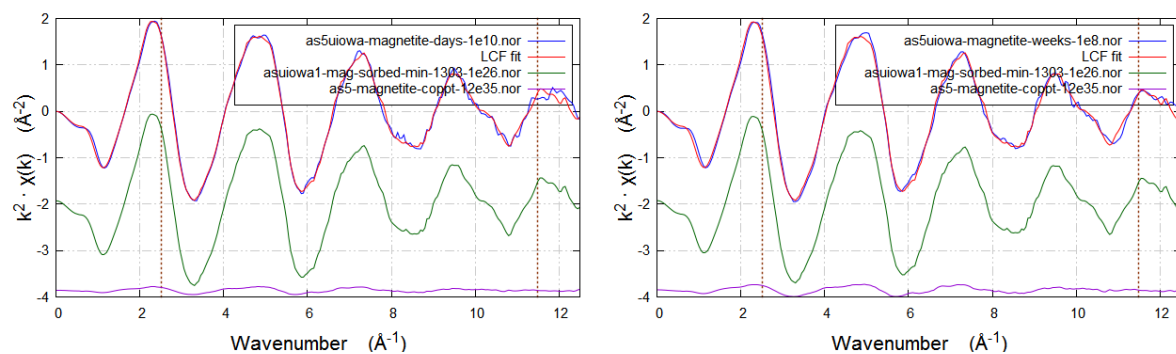 as5uiowa-magnetite-days-1e10.nor
LCF fit
asuiowa1-mag-sorbed-min-1303-1e26.nor
as5-magnetite-coppt-12e35.nor
2
1
0
-1
-2
-3
-4
k² · χ(k) (Å⁻²)
0 2 4 6 8 10 12
Wavenumber (Å⁻¹)
as5uiowa-magnetite-weeks-1e8.nor
LCF fit
asuiowa1-mag-sorbed-min-1303-1e26.nor
as5-magnetite-coppt-12e35.nor
2
1
0
-1
-2
-3
-4
k² · χ(k) (Å⁻²)
0 2 4 6 8 10 12
Wavenumber (Å⁻¹)